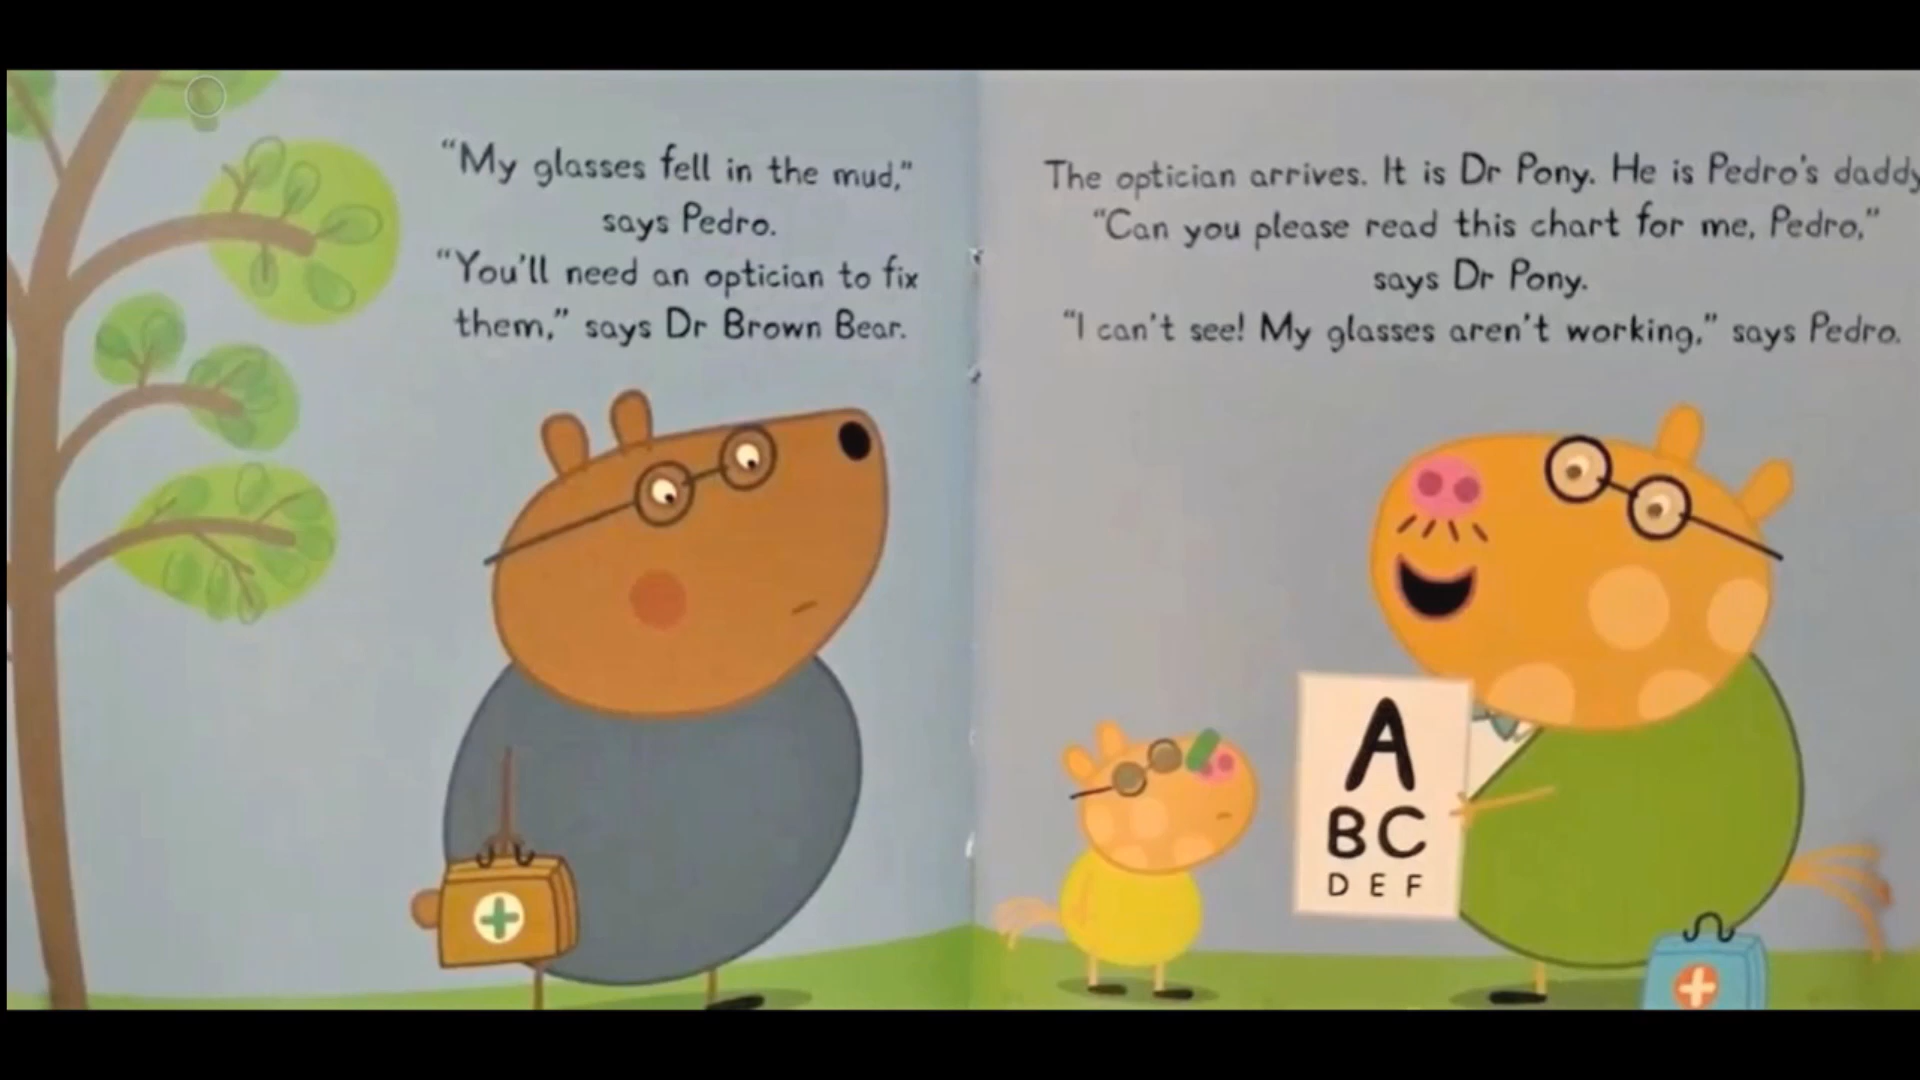 “My glasses fell in the mud,”
says Pedro.
“You’ll need an optician to fix
them,” says Dr Brown Bear.
The optician arrives. It is Dr Pony. He is Pedro’s daddy
“Can you please read this chart for me, Pedro,”
says Dr Pony.
“I can’t see! My glasses aren’t working,” says Pedro.
A
BC
D E F